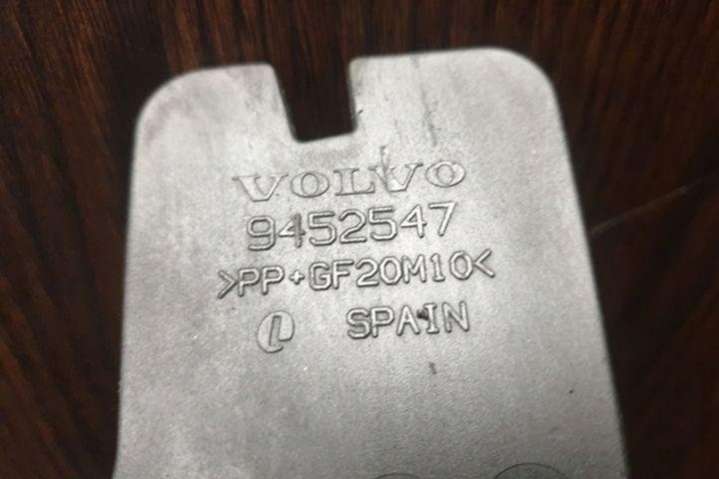 VOLVO
9452547
>PP+GF20M10<
SPAIN